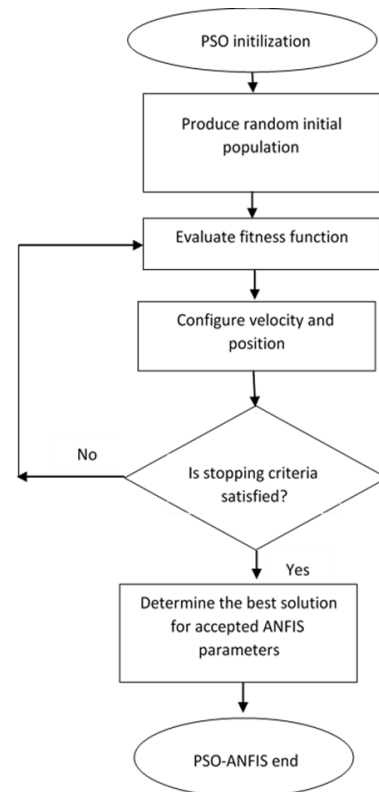 PSO initilization
Produce random initial
population
Evaluate fitness function
Configure velocity and
position
No
Is stopping criteria
satisfied?
Yes
Determine the best solution
for accepted ANFIS
parameters
PSO-ANFIS end